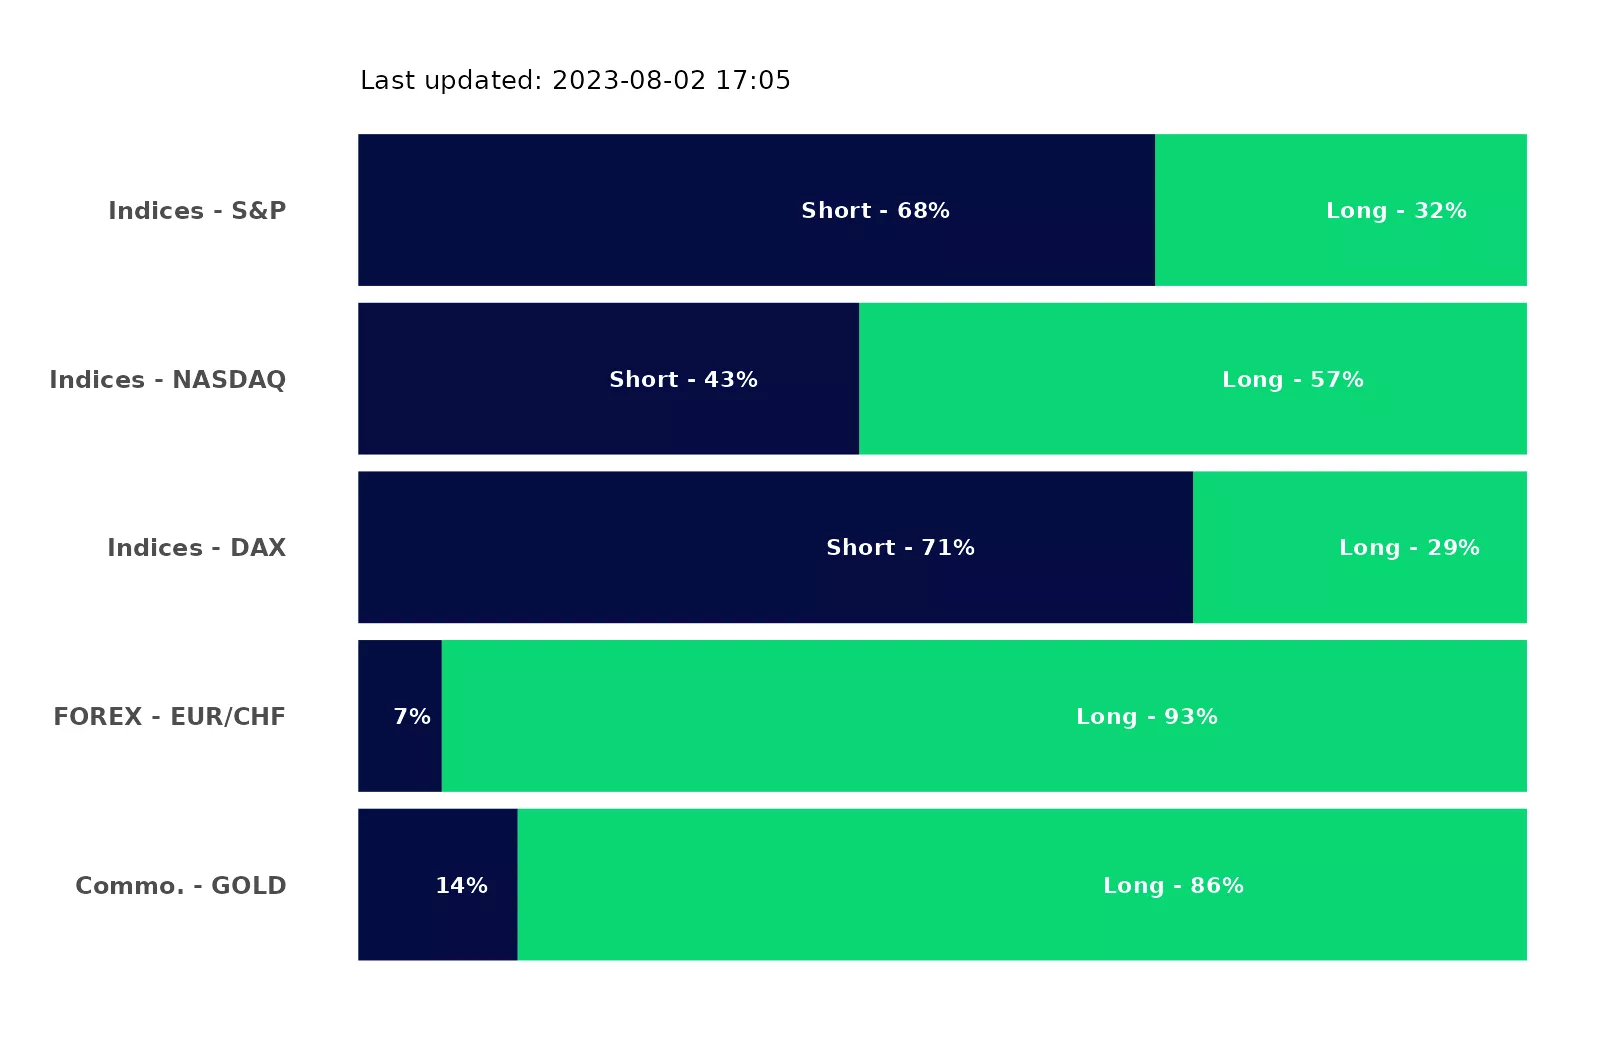 Last updated: 2023-08-02 17:05
Indices - S&P
Short - 68%
Long - 32%
Indices - NASDAQ
Short - 43%
Long - 57%
Indices - DAX
Short - 71%
Long - 29%
FOREX - EUR/CHF
7%
Long - 93%
Commo. - GOLD
14%
Long - 86%